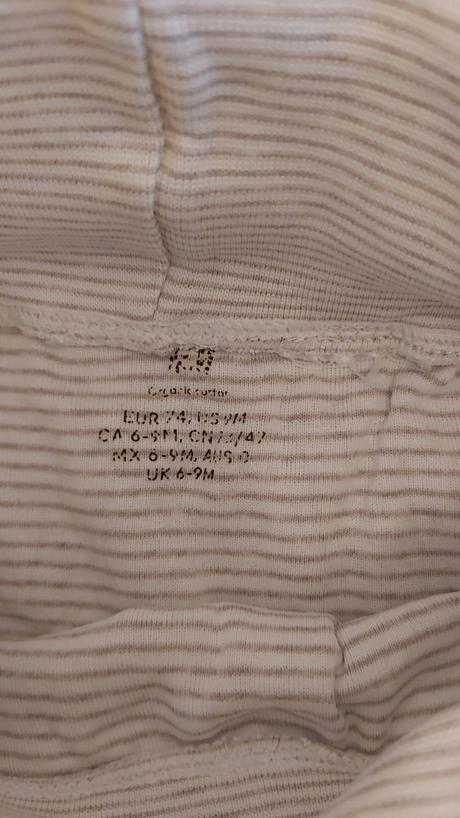 H&M
Organic cotton
EUR 74, US 9M
CA 6-9M, CN 73/47
MX 6-9M, AUS 0
UK 6-9M